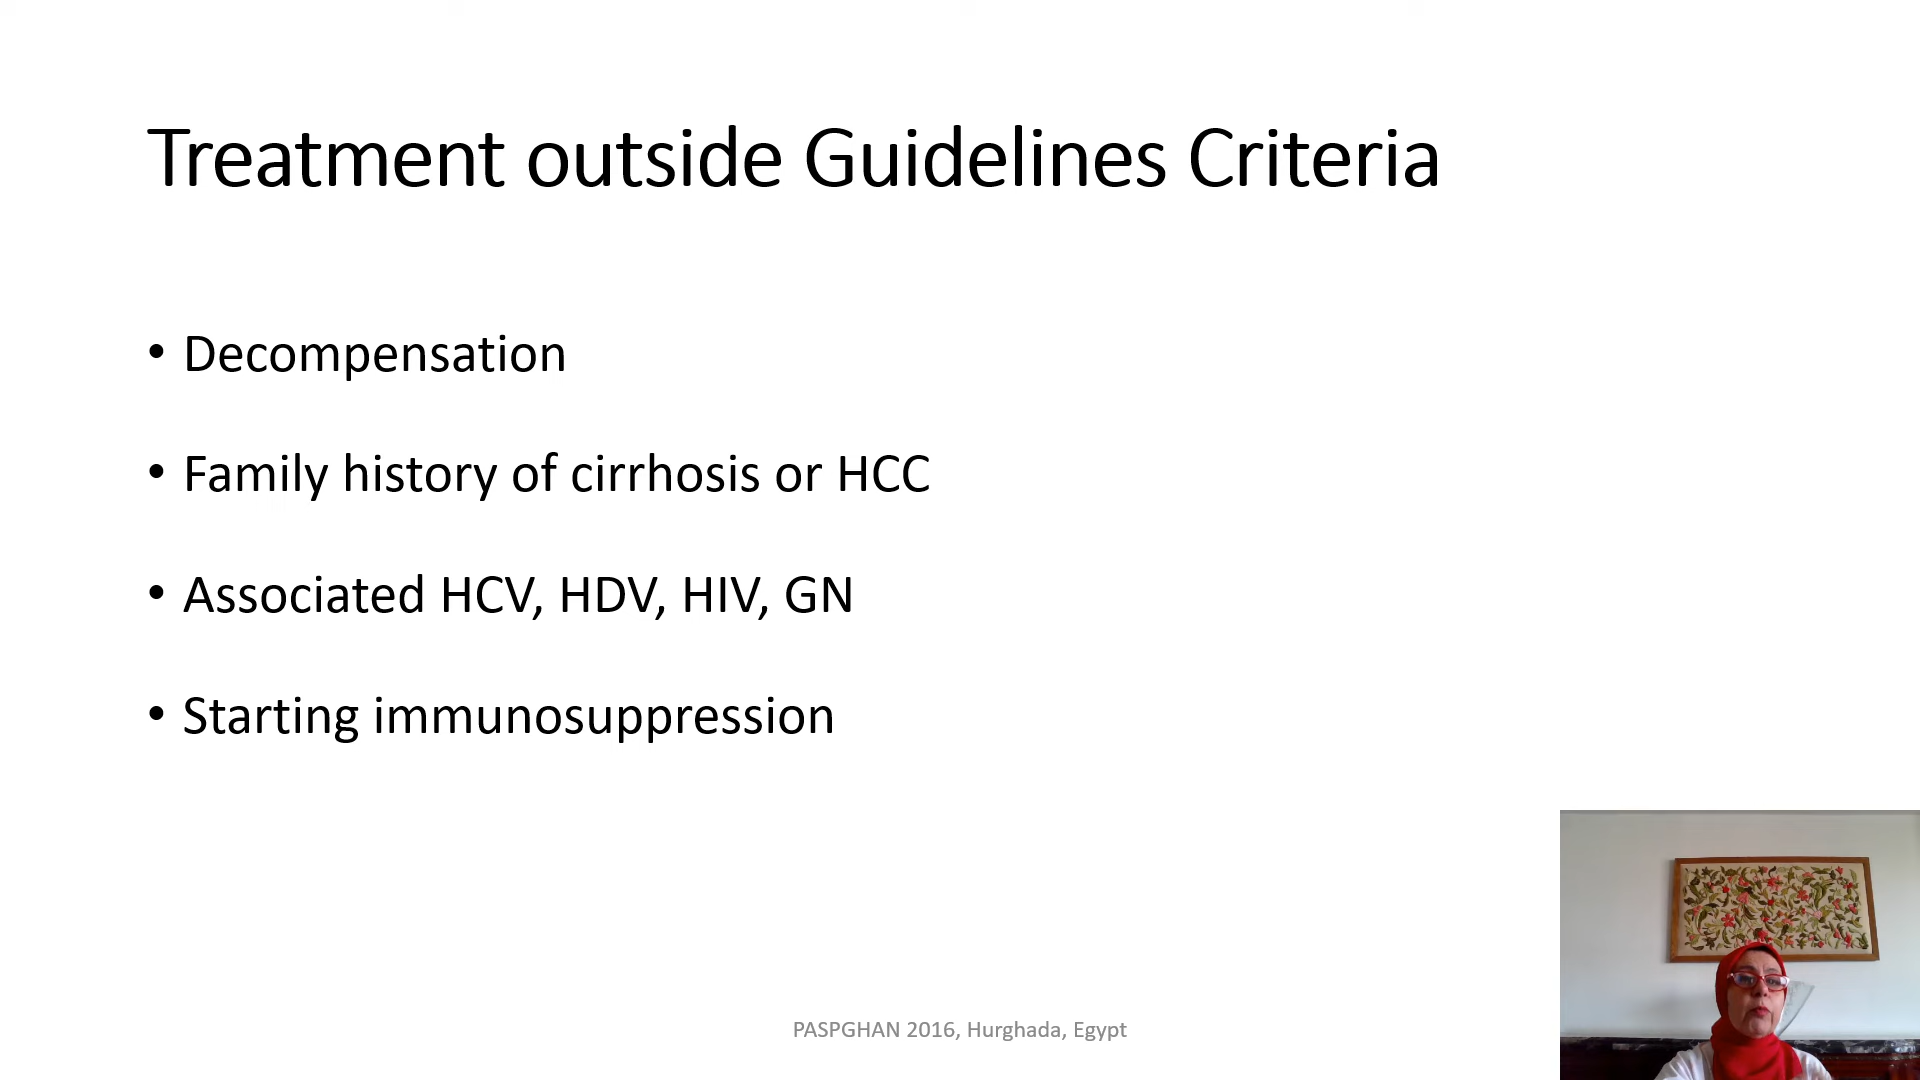 Treatment outside Guidelines Criteria
• Decompensation
• Family history of cirrhosis or HCC
• Associated HCV, HDV, HIV, GN
• Starting immunosuppression
PASPGHAN 2016, Hurghada, Egypt